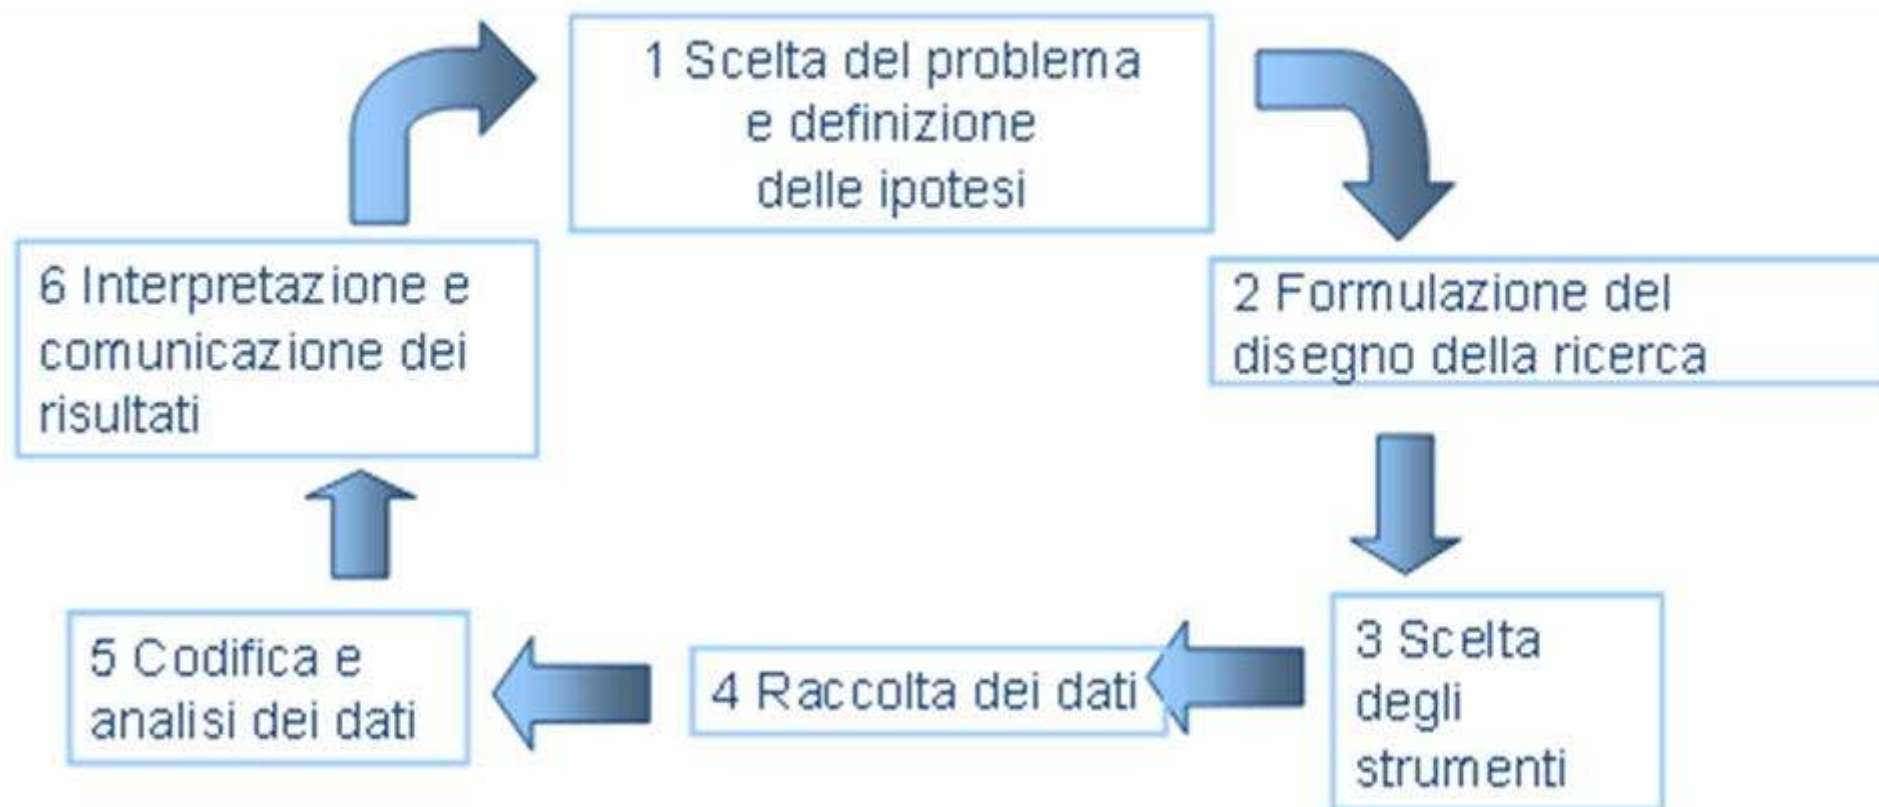 1 Scelta del problema
e definizione
delle ipotesi
2 Formulazione del
disegno della ricerca
3 Scelta
degli
strumenti
4 Raccolta dei dati
5 Codifica e
analisi dei dati
6 Interpretazione e
comunicazione dei
risultati